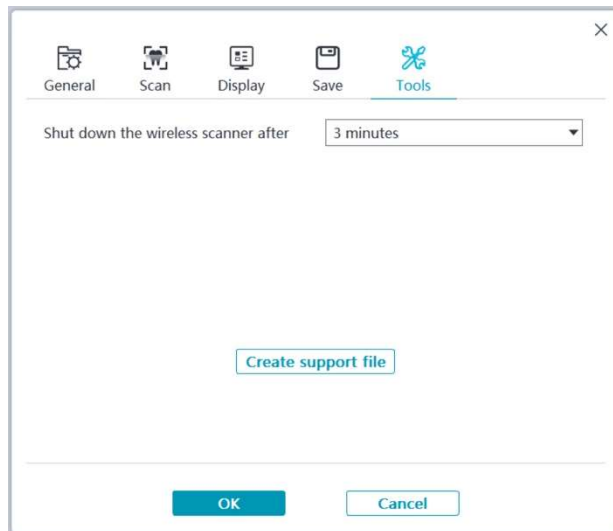 General Scan Display Save Tools
Shut down the wireless scanner after 3 minutes
Create support file
OK Cancel